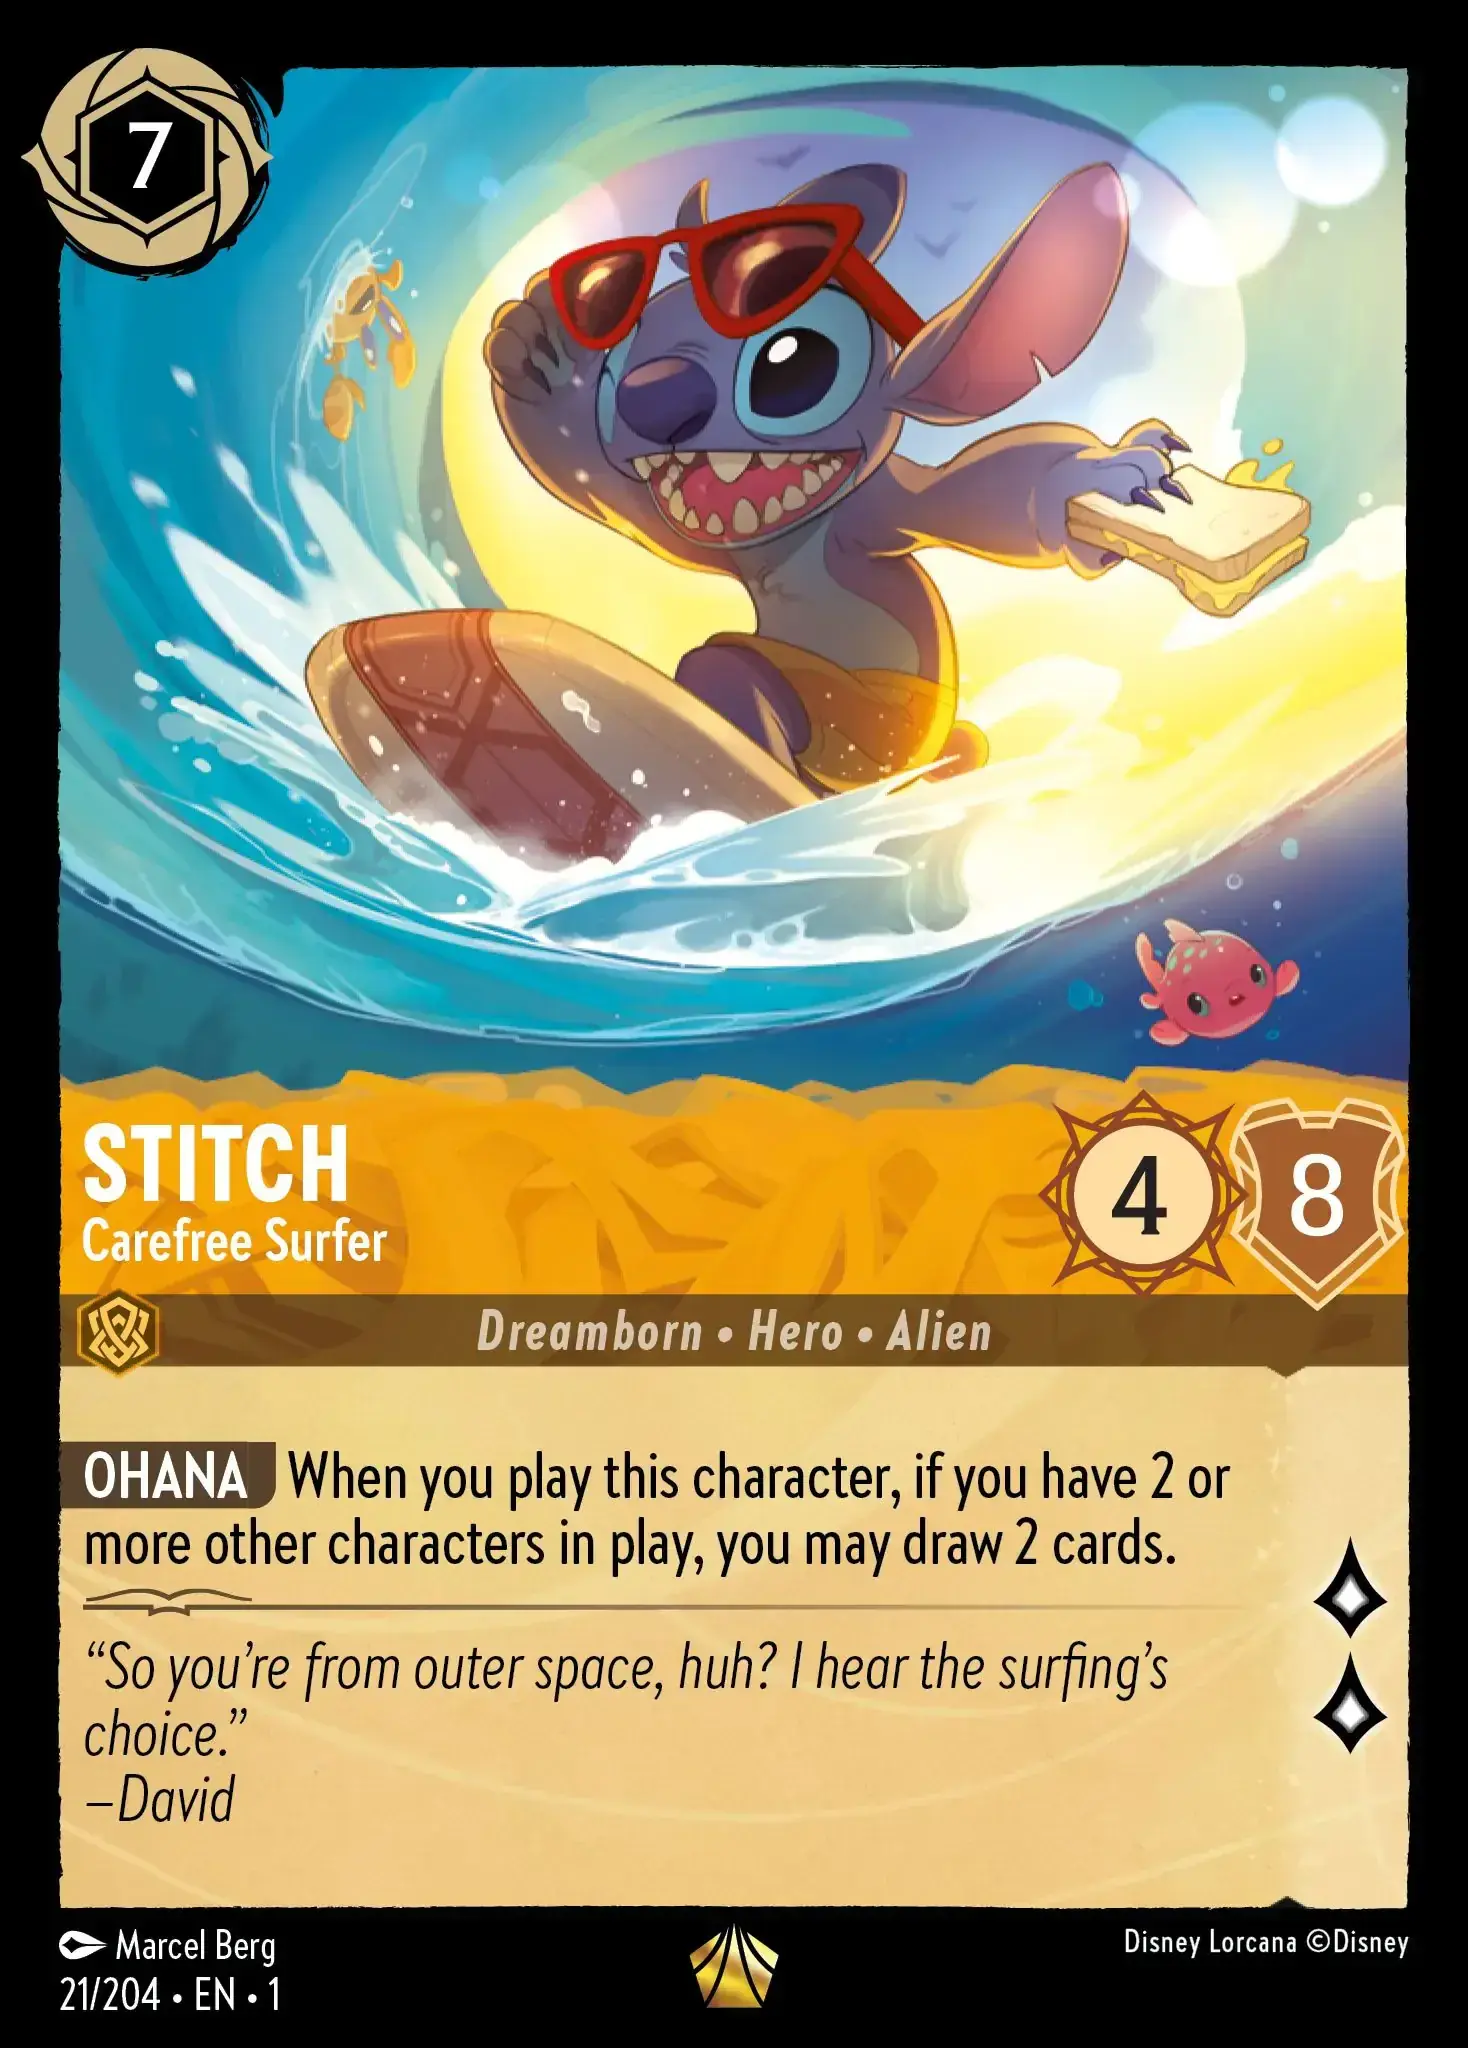 7
STITCH
Carefree Surfer
4
8
Dreamborn • Hero • Alien
OHANA When you play this character, if you have 2 or
more other characters in play, you may draw 2 cards.
“So you’re from outer space, huh? I hear the surfing’s
choice.”
–David
Marcel Berg
21/204 • EN • 1
Disney Lorcana ©Disney